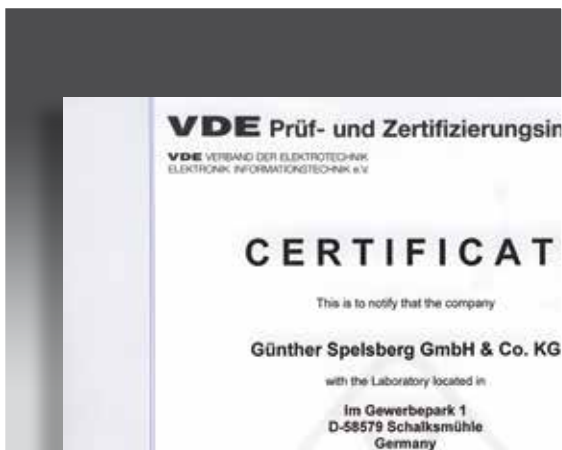 VDE Prüf- und Zertifizierungsin
VDE VERBAND DER ELEKTROTECHNIK
ELEKTRONIK INFORMATIONSTECHNIK e.V.
CERTIFICAT
This is to notify that the company
Günther Spelsberg GmbH & Co. KG
with the Laboratory located in
Im Gewerbepark 1
D-58579 Schalksmühle
Germany